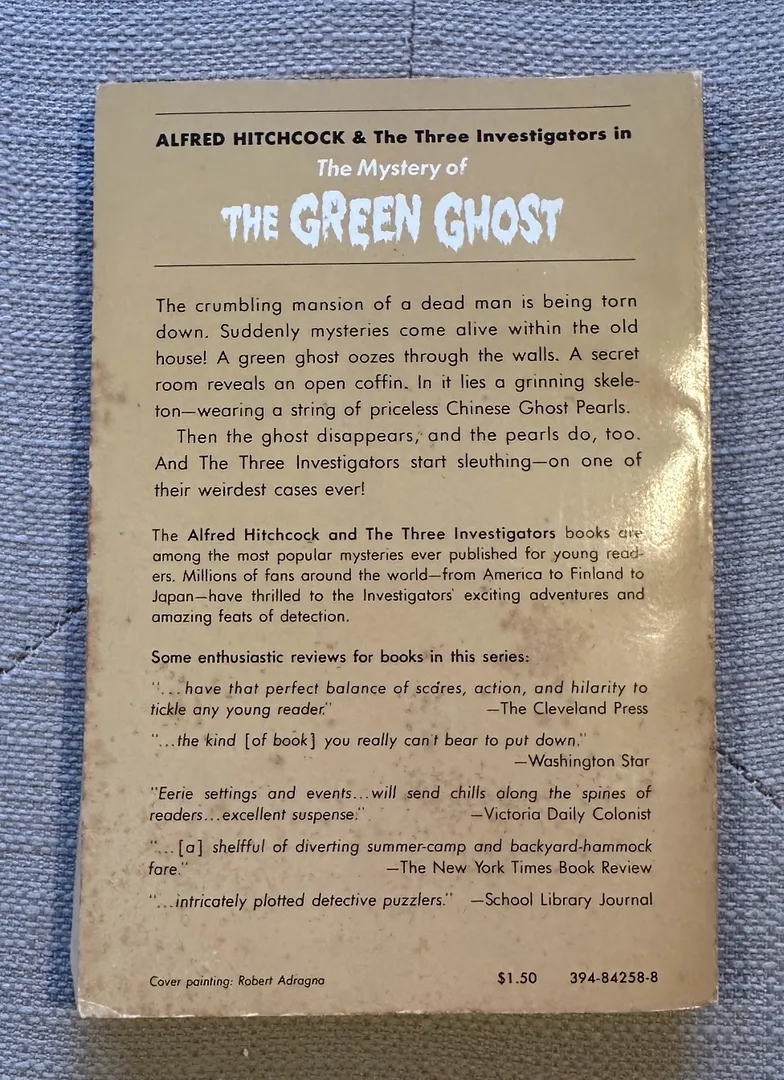 ALFRED HITCHCOCK & The Three Investigators in
The Mystery of
THE GREEN GHOST
The crumbling mansion of a dead man is being torn
down. Suddenly mysteries come alive within the old
house! A green ghost oozes through the walls. A secret
room reveals an open coffin. In it lies a grinning skele-
ton—wearing a string of priceless Chinese Ghost Pearls.
Then the ghost disappears, and the pearls do, too.
And The Three Investigators start sleuthing—on one of
their weirdest cases ever!
The Alfred Hitchcock and The Three Investigators books are
among the most popular mysteries ever published for young read-
ers. Millions of fans around the world—from America to Finland to
Japan—have thrilled to the Investigators' exciting adventures and
amazing feats of detection.
Some enthusiastic reviews for books in this series:
"...have that perfect balance of scares, action, and hilarity to
tickle any young reader." —The Cleveland Press
"...the kind [of book] you really can't bear to put down."
—Washington Star
"Eerie settings and events...will send chills along the spines of
readers...excellent suspense." —Victoria Daily Colonist
"...[a] shelfful of diverting summer-camp and backyard-hammock
fare." —The New York Times Book Review
"...intricately plotted detective puzzlers." —School Library Journal
Cover painting: Robert Adragna $1.50 394-84258-8